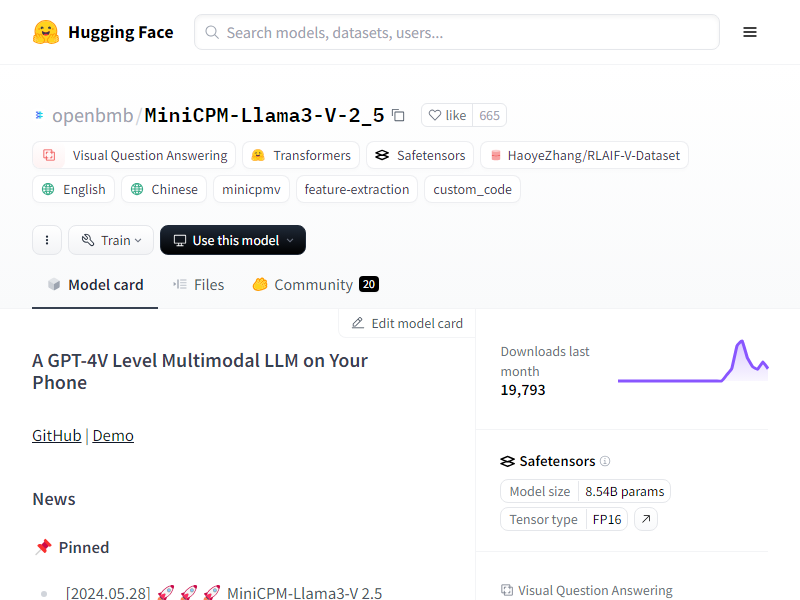 Hugging Face
Search models, datasets, users...
openbmb/MiniCPM-Llama3-V-2_5
like 665
Visual Question Answering Transformers Safetensors HaoyeZhang/RLAIF-V-Dataset
English Chinese minicpmv feature-extraction custom_code
Train Use this model
Model card Files Community 20
Edit model card
A GPT-4V Level Multimodal LLM on Your
Phone
GitHub | Demo
News
📌 Pinned
[2024.05.28] 🚀🚀🚀 MiniCPM-Llama3-V 2.5
Downloads last
month
19,793
Safetensors
Model size 8.54B params
Tensor type FP16
Visual Question Answering